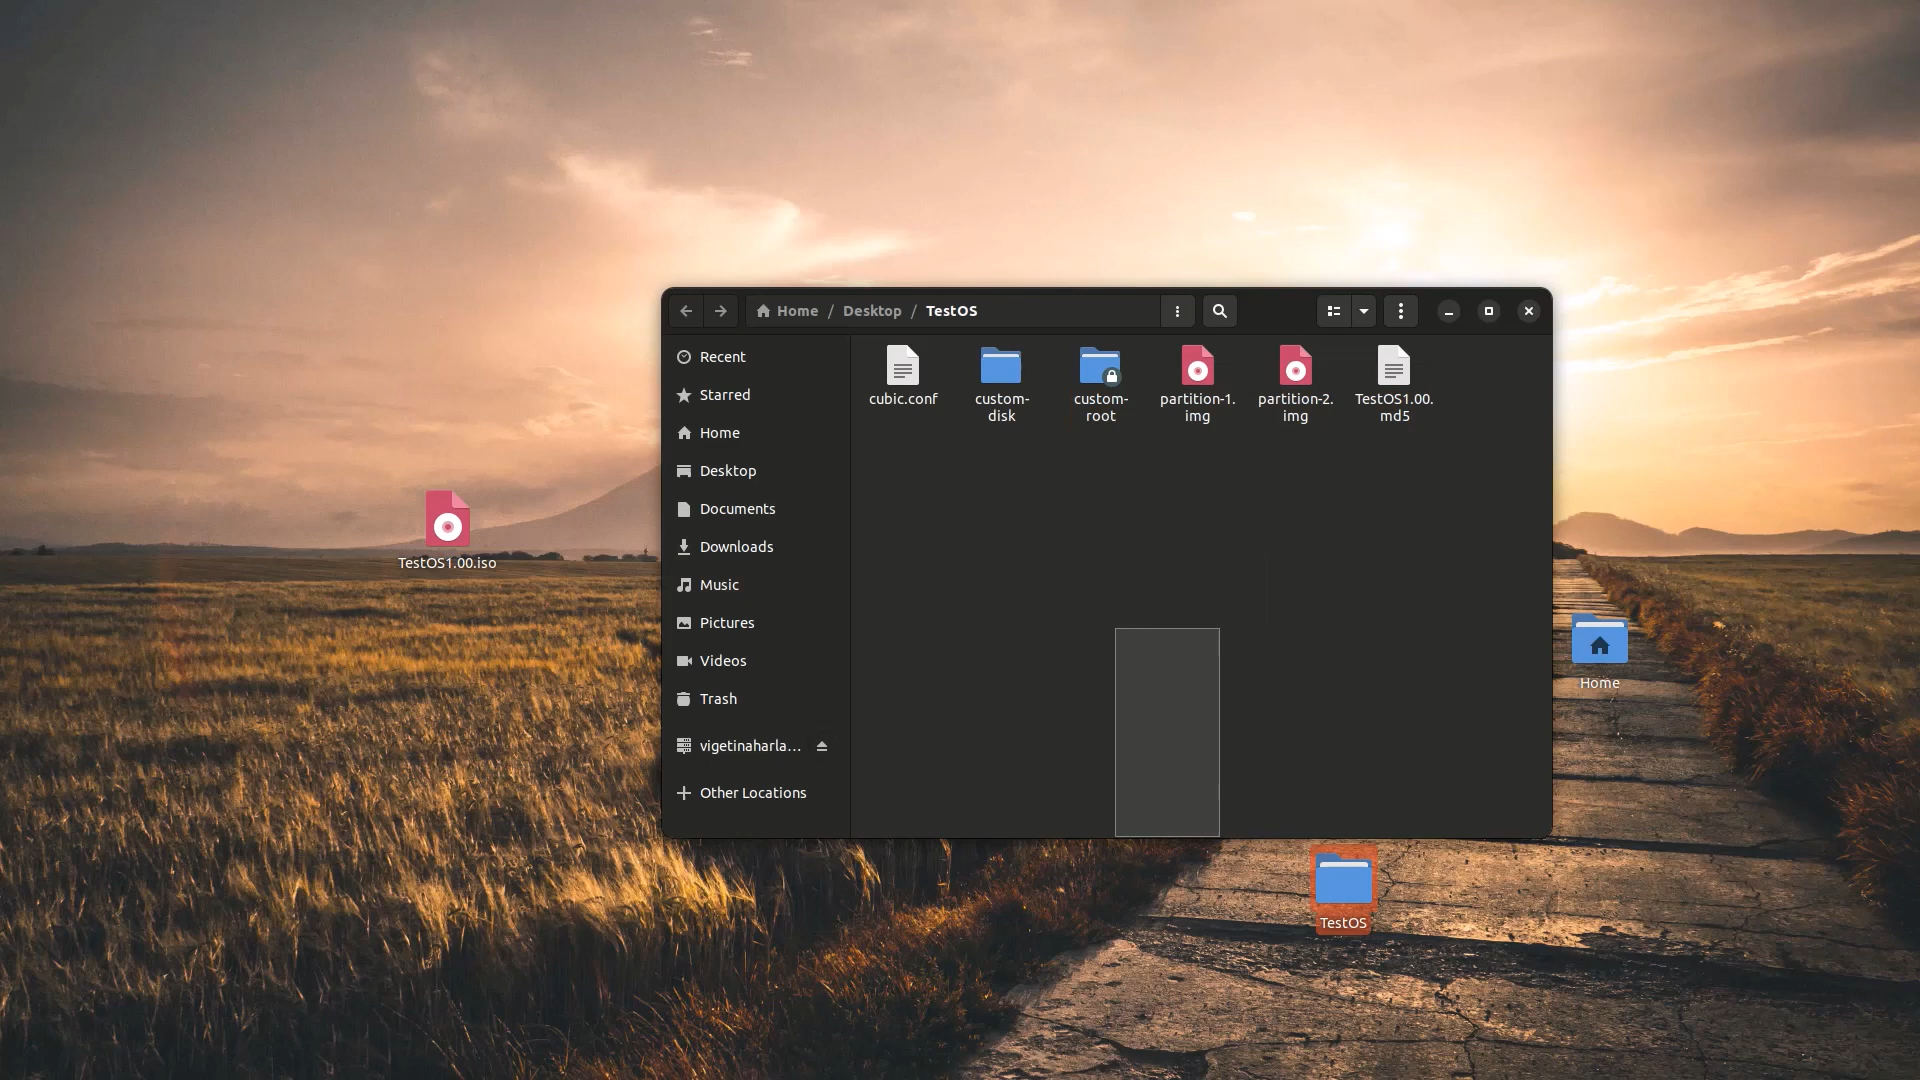 Home / Desktop / TestOS
Recent
Starred
Home
Desktop
Documents
Downloads
Music
Pictures
Videos
Trash
vigetinaharla...
Other Locations
cubic.conf
custom-
disk
custom-
root
partition-1.
img
partition-2.
img
TestOS1.00.
md5
TestOS1.00.iso
Home
TestOS